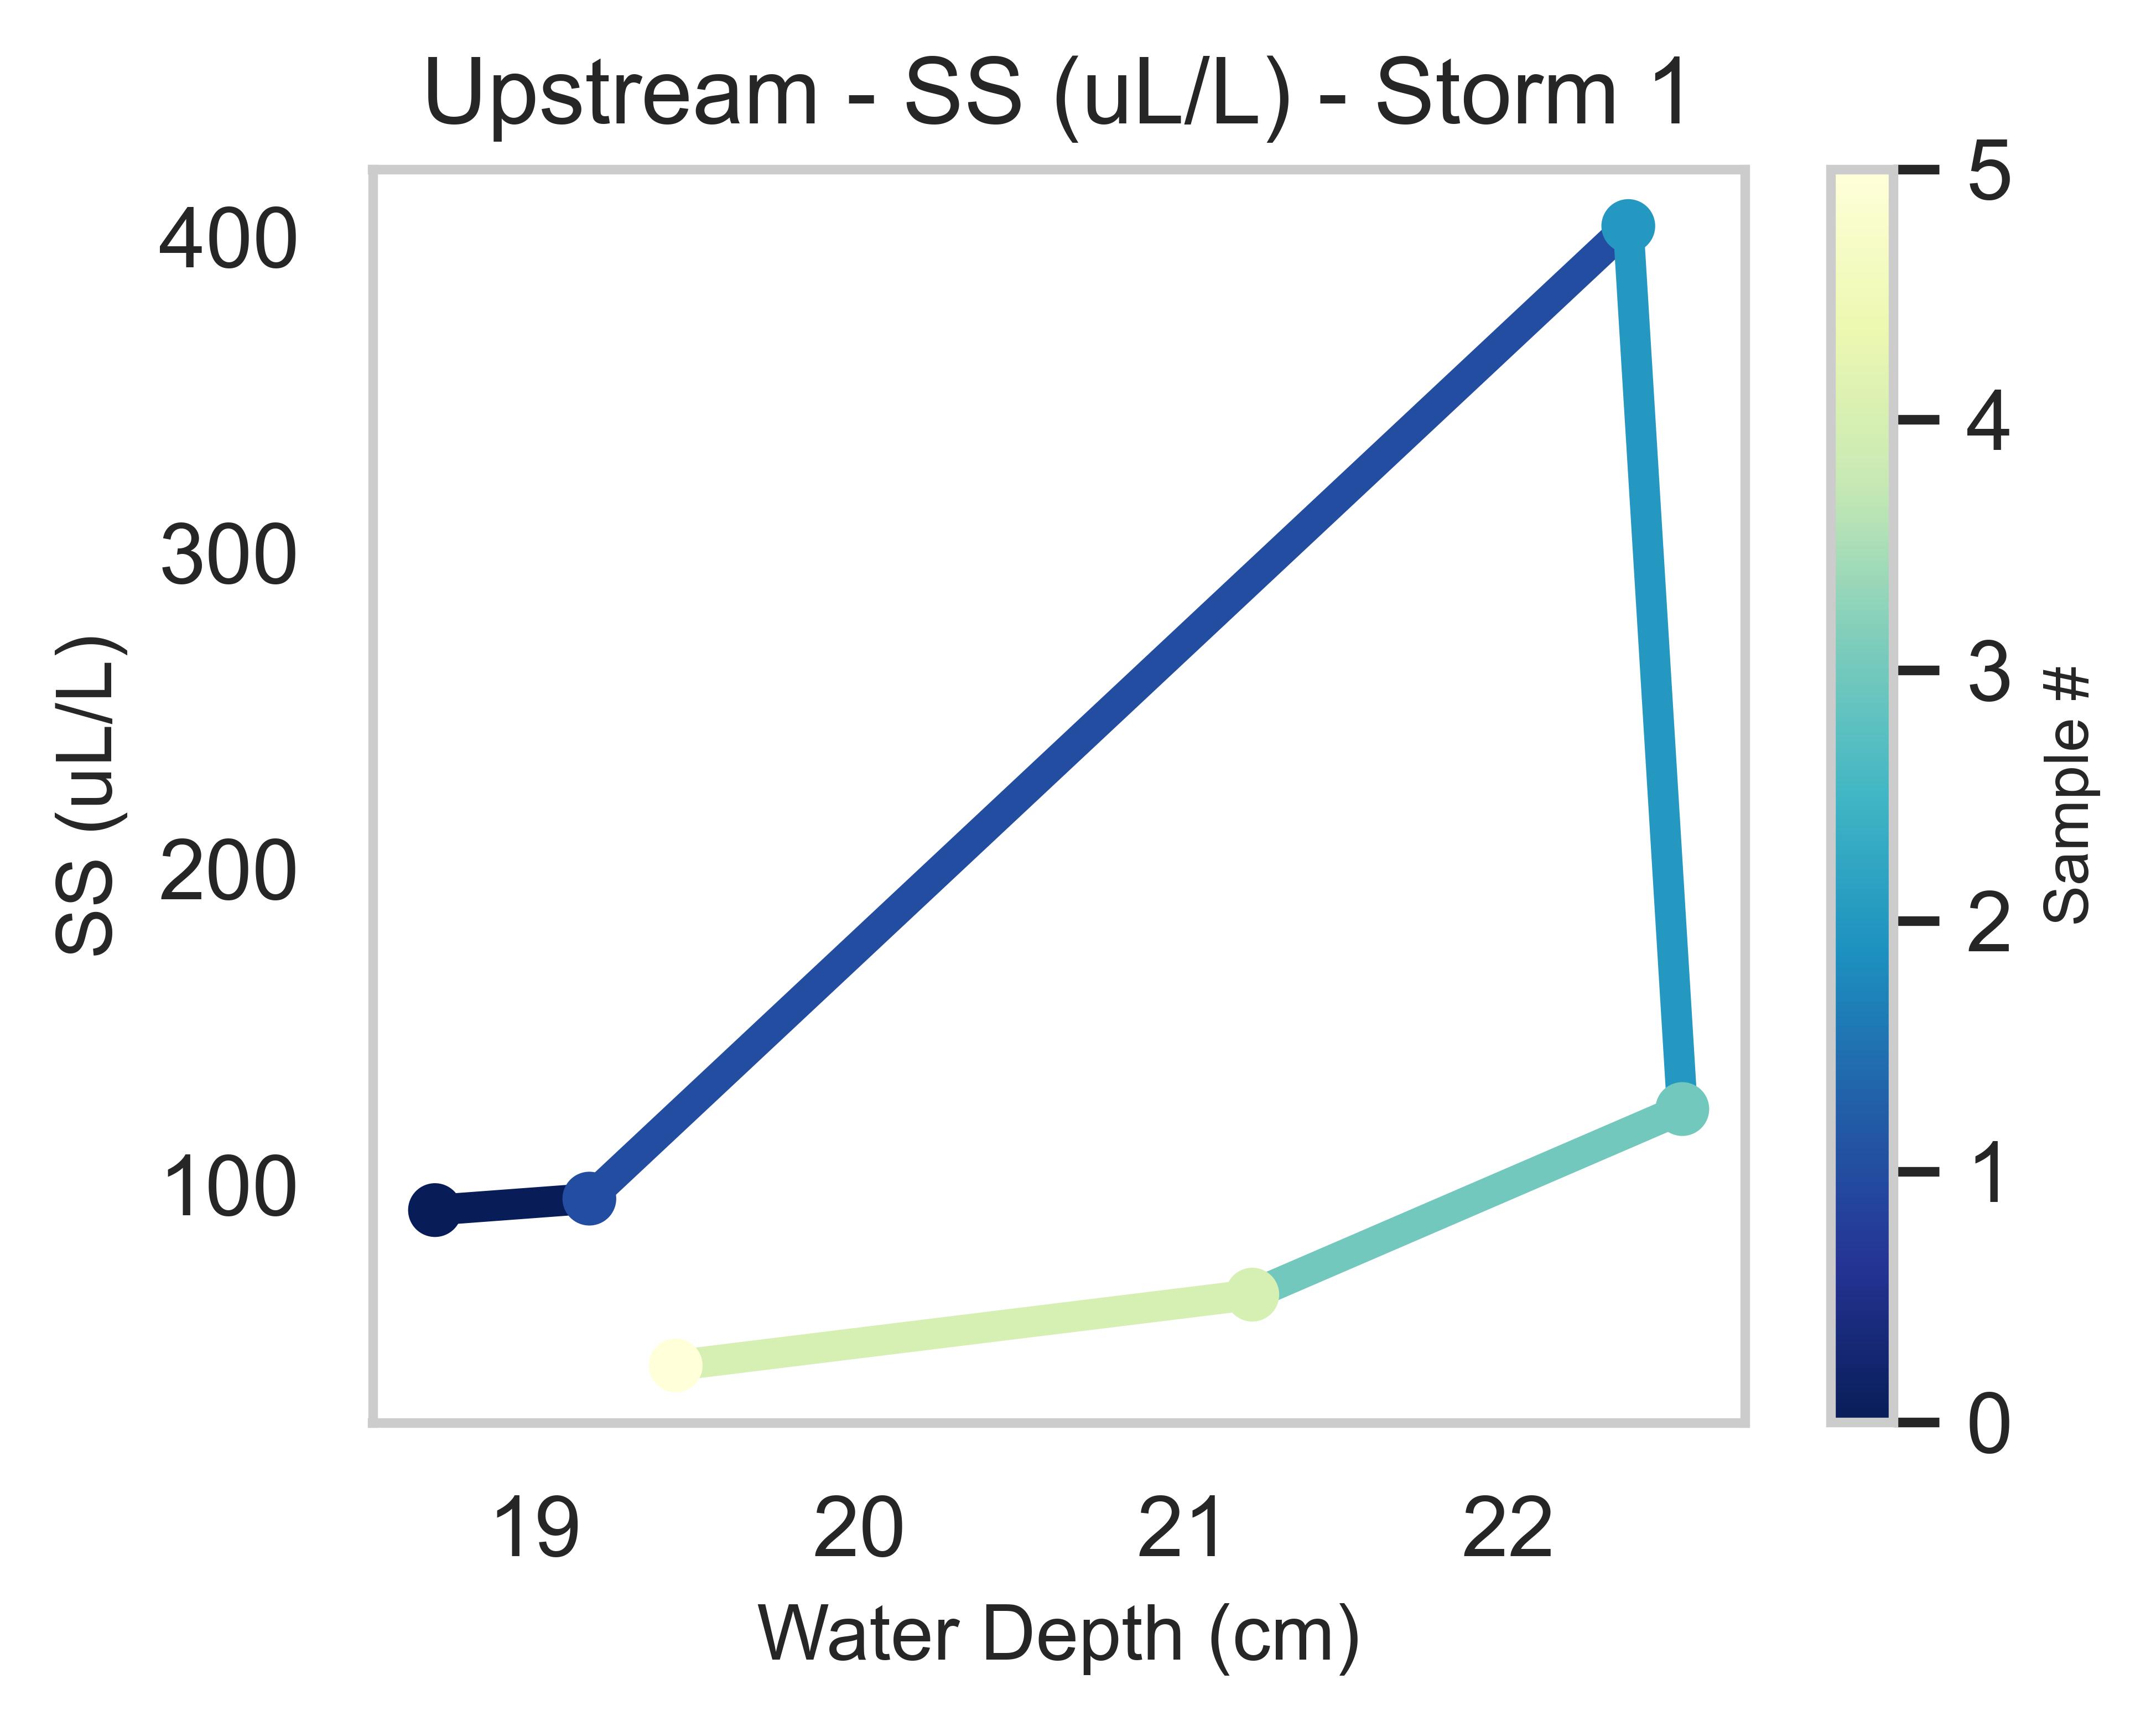 Upstream - SS (uL/L) - Storm 1
400
300
200
100
SS (uL/L)
19 20 21 22
Water Depth (cm)
5
4
3
2
1
0
Sample #